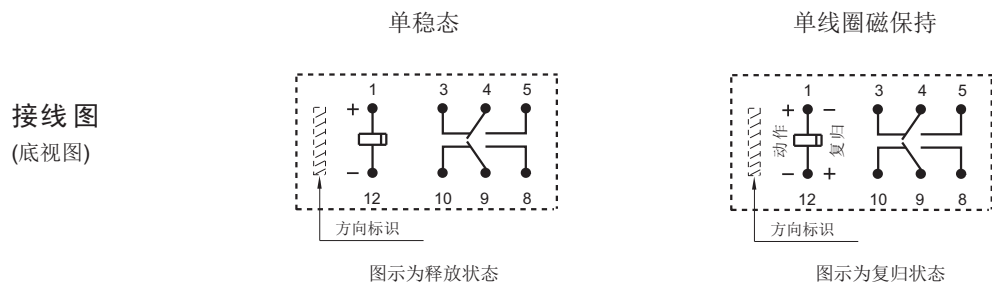 单稳态
单线圈磁保持
接线图
(底视图)
1 3 4 5
+
−
12 10 9 8
方向标识
图示为释放状态
1 3 4 5
+ −
动作
复归
− +
12 10 9 8
方向标识
图示为复归状态